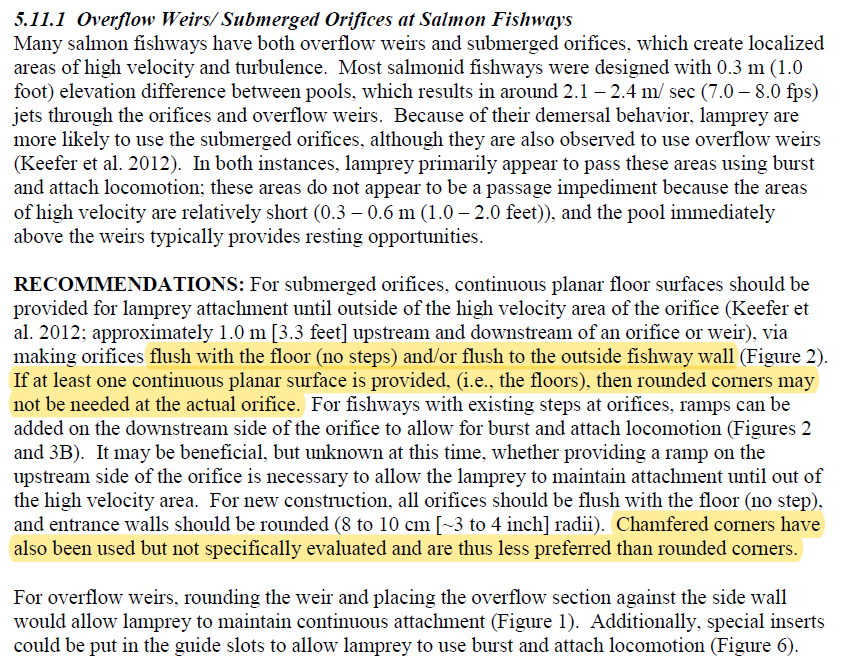 5.11.1 Overflow Weirs/ Submerged Orifices at Salmon Fishways
Many salmon fishways have both overflow weirs and submerged orifices, which create localized
areas of high velocity and turbulence. Most salmonid fishways were designed with 0.3 m (1.0
foot) elevation difference between pools, which results in around 2.1 – 2.4 m/ sec (7.0 – 8.0 fps)
jets through the orifices and overflow weirs. Because of their demersal behavior, lamprey are
more likely to use the submerged orifices, although they are also observed to use overflow weirs
(Keefer et al. 2012). In both instances, lamprey primarily appear to pass these areas using burst
and attach locomotion; these areas do not appear to be a passage impediment because the areas
of high velocity are relatively short (0.3 – 0.6 m (1.0 – 2.0 feet)), and the pool immediately
above the weirs typically provides resting opportunities.
RECOMMENDATIONS: For submerged orifices, continuous planar floor surfaces should be
provided for lamprey attachment until outside of the high velocity area of the orifice (Keefer et
al. 2012; approximately 1.0 m [3.3 feet] upstream and downstream of an orifice or weir), via
making orifices flush with the floor (no steps) and/or flush to the outside fishway wall (Figure 2).
If at least one continuous planar surface is provided, (i.e., the floors), then rounded corners may
not be needed at the actual orifice. For fishways with existing steps at orifices, ramps can be
added on the downstream side of the orifice to allow for burst and attach locomotion (Figures 2
and 3B). It may be beneficial, but unknown at this time, whether providing a ramp on the
upstream side of the orifice is necessary to allow the lamprey to maintain attachment until out of
the high velocity area. For new construction, all orifices should be flush with the floor (no step),
and entrance walls should be rounded (8 to 10 cm [~3 to 4 inch] radii). Chamfered corners have
also been used but not specifically evaluated and are thus less preferred than rounded corners.
For overflow weirs, rounding the weir and placing the overflow section against the side wall
would allow lamprey to maintain continuous attachment (Figure 1). Additionally, special inserts
could be put in the guide slots to allow lamprey to use burst and attach locomotion (Figure 6).